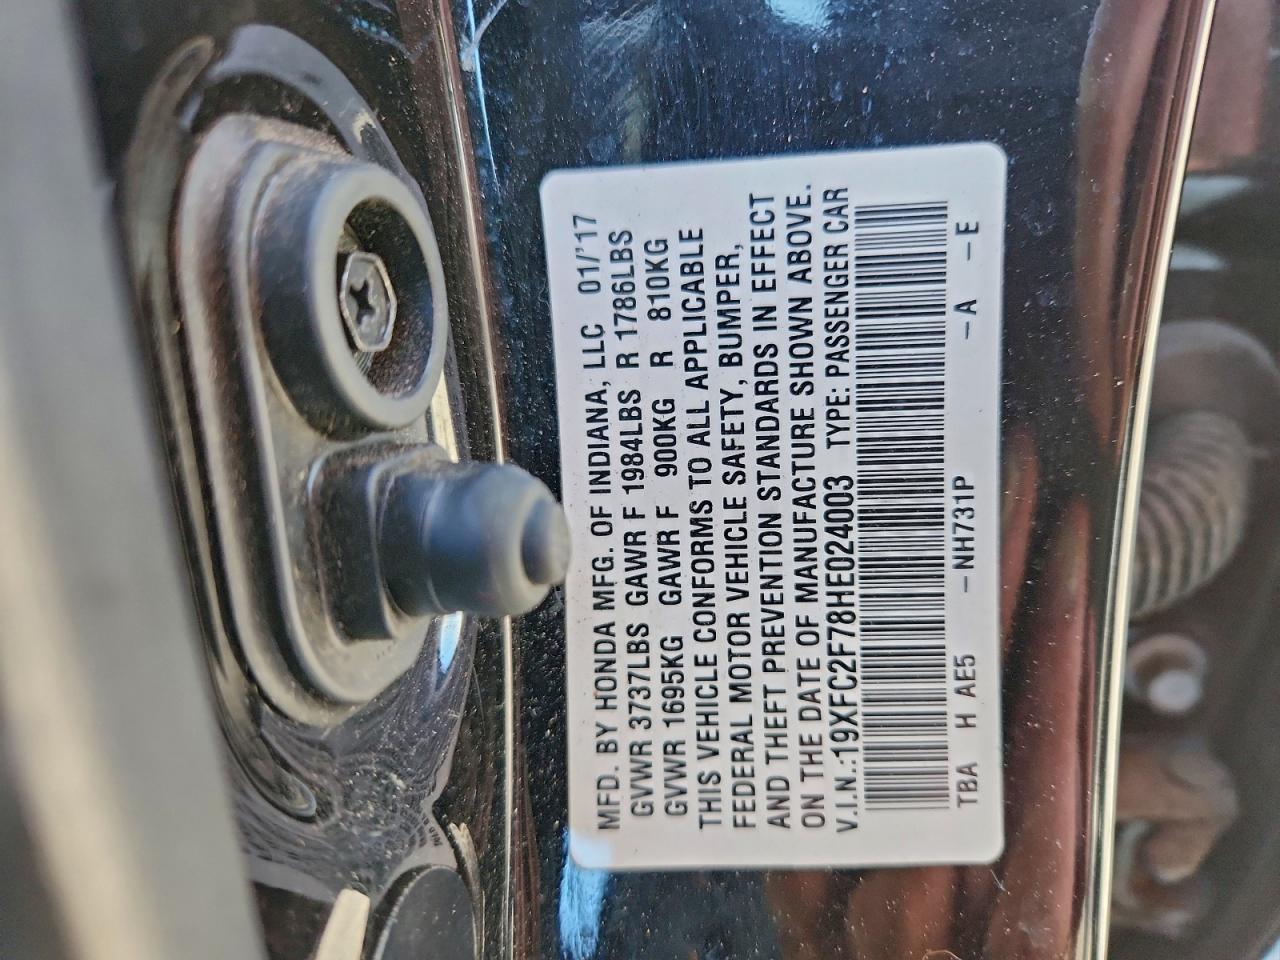 MFD. BY HONDA MFG. OF INDIANA, LLC 01/'17
GVWR 3737LBS GAWR F 1984LBS R 1786LBS
GVWR 1695KG GAWR F 900KG R 810KG
THIS VEHICLE CONFORMS TO ALL APPLICABLE
FEDERAL MOTOR VEHICLE SAFETY, BUMPER,
AND THEFT PREVENTION STANDARDS IN EFFECT
ON THE DATE OF MANUFACTURE SHOWN ABOVE.
V.I.N.:19XFC2F78HE024003 TYPE: PASSENGER CAR
TBA H AE5 -NH731P -A -E